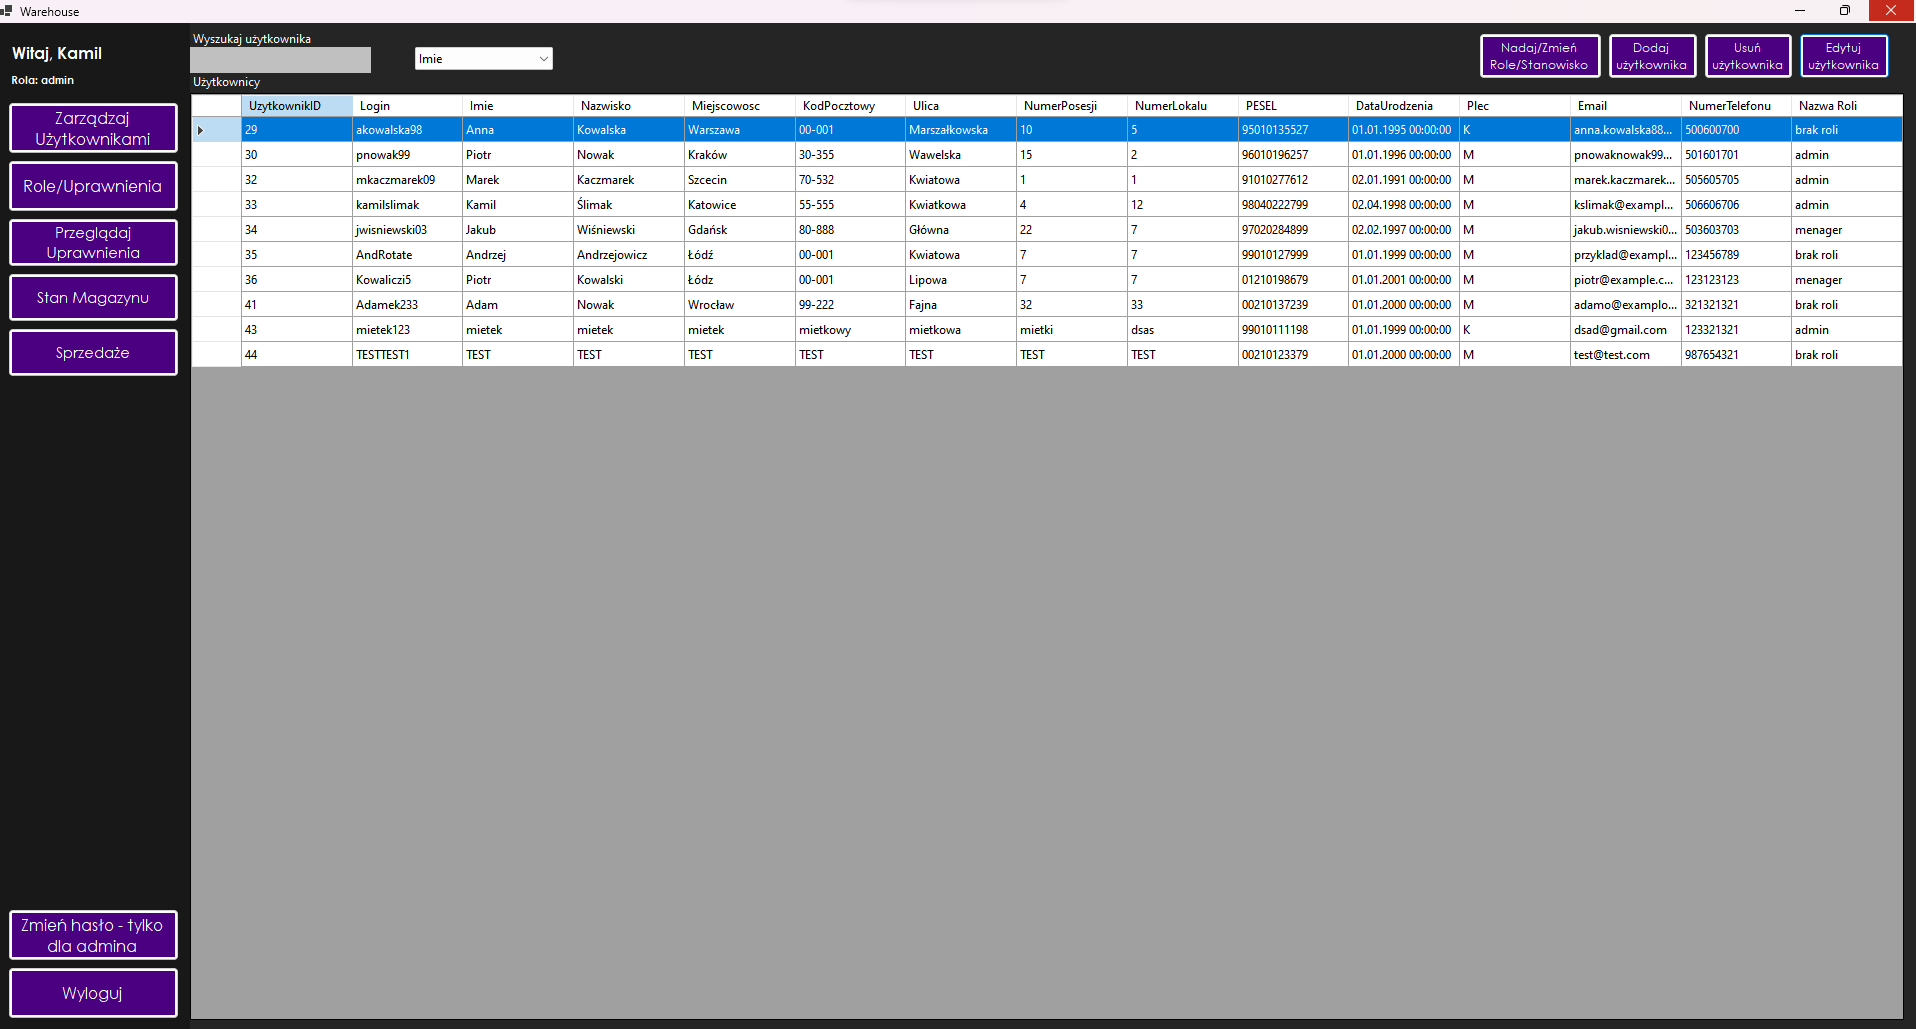 Warehouse
Witaj, Kamil
Rola: admin
Zarządzaj
Użytkownikami
Role/Uprawnienia
Przeglądaj
Uprawnienia
Stan Magazynu
Sprzedaże
Zmień hasło - tylko
dla admina
Wyloguj
Wyszukaj użytkownika
Imie
Nadaj/Zmień
Role/Stanowisko
Dodaj
użytkownika
Usuń
użytkownika
Edytuj
użytkownika
Użytkownicy
UzytkownikID Login Imie Nazwisko Miejscowosc KodPocztowy Ulica NumerPosesji NumerLokalu PESEL DataUrodzenia Plec Email NumerTelefonu Nazwa Roli
29 akowalska98 Anna Kowalska Warszawa 00-001 Marszałkowska 10 5 95010135527 01.01.1995 00:00:00 K anna.kowalska88... 500600700 brak roli
30 pnowak99 Piotr Nowak Kraków 30-355 Wawelska 15 2 96010196257 01.01.1996 00:00:00 M pnowaknowak99... 501601701 admin
32 mkaczmarek09 Marek Kaczmarek Szczecin 70-532 Kwiatowa 1 1 91010277612 02.01.1991 00:00:00 M marek.kaczmarek... 505605705 admin
33 kamilslimak Kamil Ślimak Katowice 55-555 Kwiatkowa 4 12 98040222799 02.04.1998 00:00:00 M kslimak@exampl... 506606706 admin
34 jwisniewski03 Jakub Wiśniewski Gdańsk 80-888 Główna 22 7 97020284899 02.02.1997 00:00:00 M jakub.wisniewski0... 503603703 menager
35 AndRotate Andrzej Andrzejowicz Łódź 00-001 Kwiatowa 7 7 99010127999 01.01.1999 00:00:00 M przyklad@exampl... 123456789 brak roli
36 Kowaliczi5 Piotr Kowalski Łódz 00-001 Lipowa 7 7 01210198679 01.01.2001 00:00:00 M piotr@example.c... 123123123 menager
41 Adamek233 Adam Nowak Wrocław 99-222 Fajna 32 33 00210137239 01.01.2000 00:00:00 M adamo@examplo... 321321321 brak roli
43 mietek123 mietek mietek mietek mietkowy mietkowa mietki dsas 99010111198 01.01.1999 00:00:00 K dsad@gmail.com 123321321 admin
44 TESTTEST1 TEST TEST TEST TEST TEST TEST TEST 00210123379 01.01.2000 00:00:00 M test@test.com 987654321 brak roli